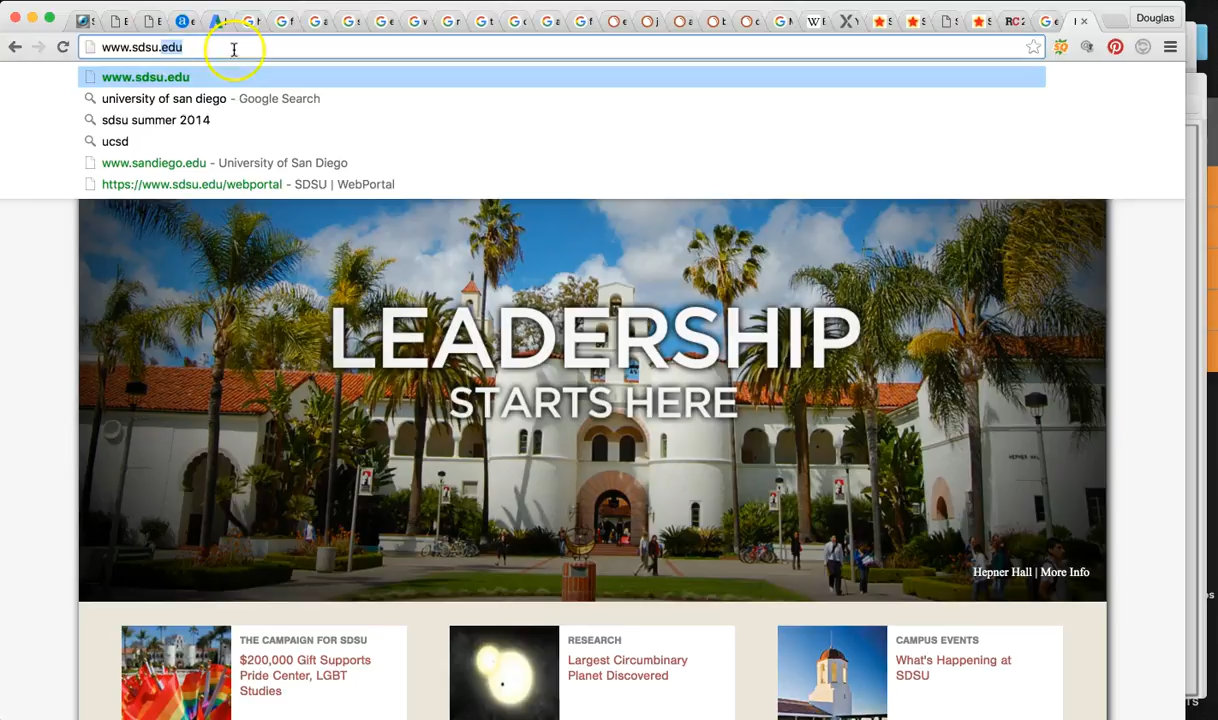 Douglas
www.sdsu.edu
www.sdsu.edu
university of san diego - Google Search
sdsu summer 2014
ucsd
www.sandiego.edu - University of San Diego
https://www.sdsu.edu/webportal - SDSU | WebPortal
LEADERSHIP
STARTS HERE
HEPNER HALL
Hepner Hall | More Info
THE CAMPAIGN FOR SDSU
$200,000 Gift Supports
Pride Center, LGBT
Studies
RESEARCH
Largest Circumbinary
Planet Discovered
CAMPUS EVENTS
What's Happening at
SDSU